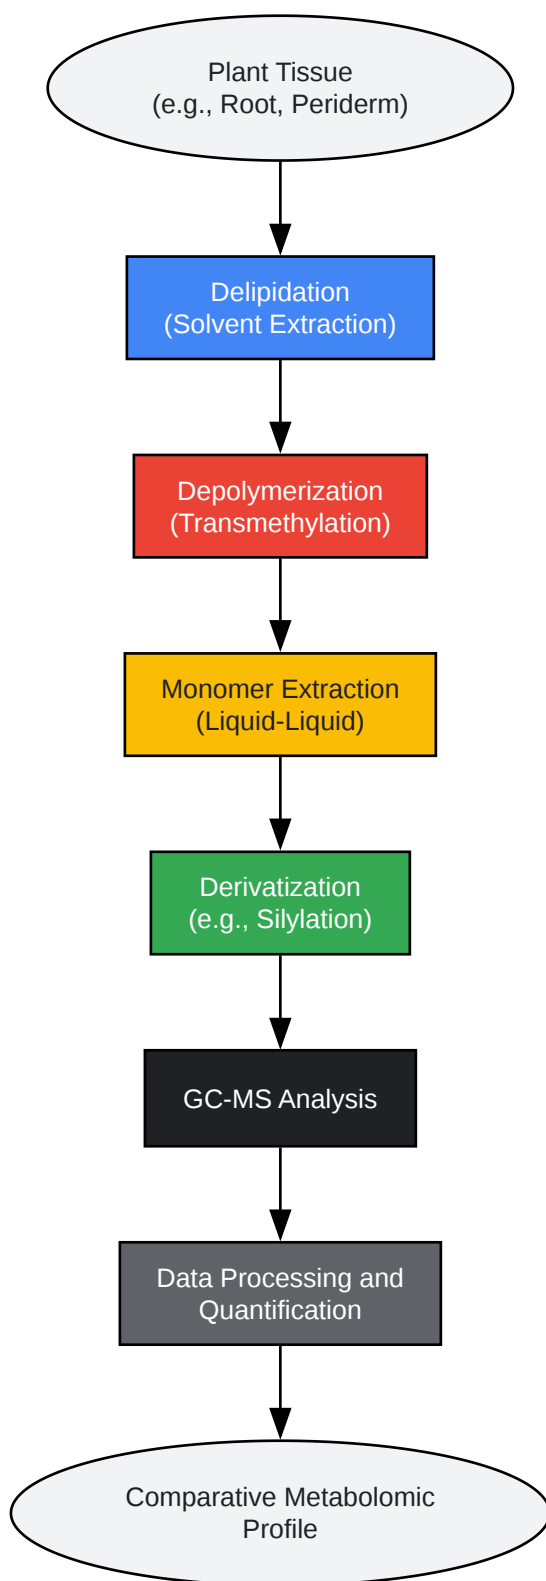 Plant Tissue
(e.g., Root, Periderm)
Delipidation
(Solvent Extraction)
Depolymerization
(Transmethylation)
Monomer Extraction
(Liquid-Liquid)
Derivatization
(e.g., Silylation)
GC-MS Analysis
Data Processing and
Quantification
Comparative Metabolomic
Profile